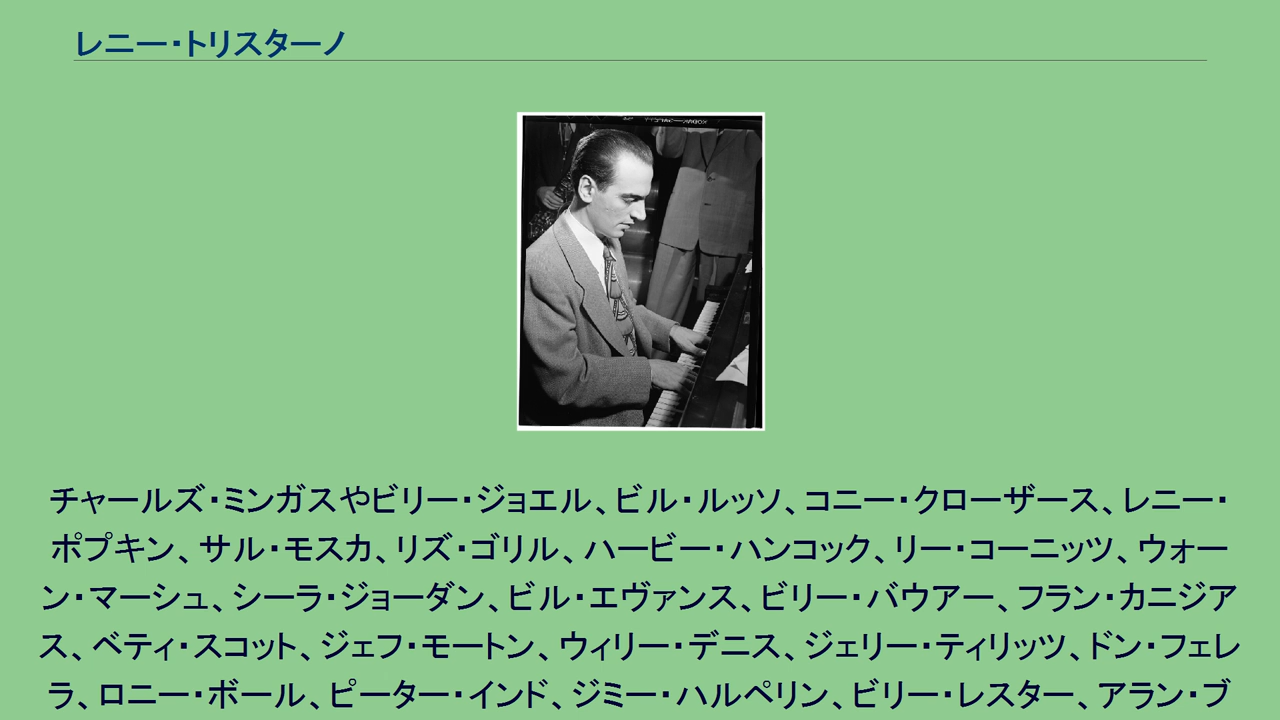 レニー・トリスターノ
チャールズ・ミンガスやビリー・ジョエル、ビル・ルッソ、コニー・クローザース、レニー・
ポプキン、サル・モスカ、リズ・ゴリル、ハービー・ハンコック、リー・コーニッツ、ウォー
ン・マーシュ、シーラ・ジョーダン、ビル・エヴァンス、ビリー・バウアー、フラン・カニジア
ス、ベティ・スコット、ジェフ・モートン、ウィリー・デニス、ジェリー・ティリッツ、ドン・フェレ
ラ、ロニー・ボール、ピーター・インド、ジミー・ハルペリン、ビリー・レスター、アラン・ブ